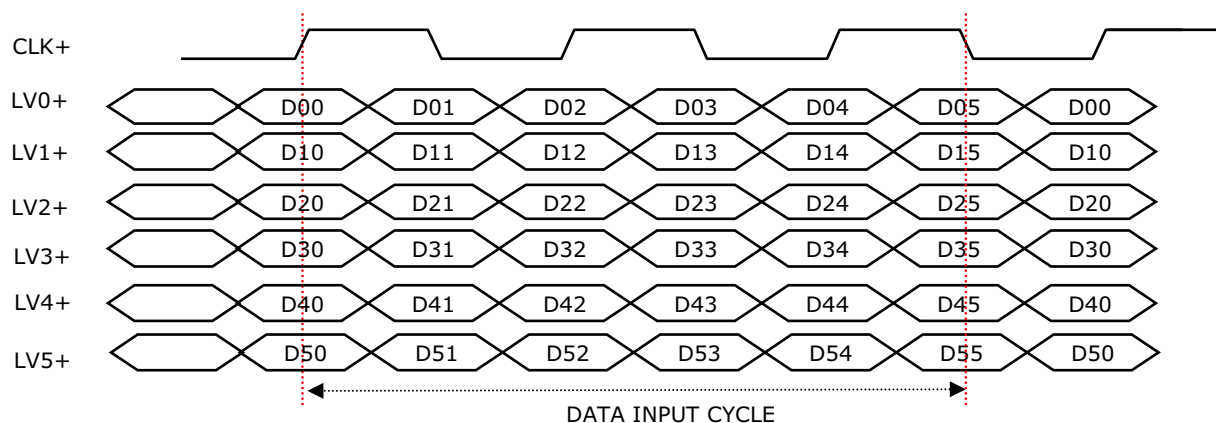 CLK+
LV0+ D00 D01 D02 D03 D04 D05 D00
LV1+ D10 D11 D12 D13 D14 D15 D10
LV2+ D20 D21 D22 D23 D24 D25 D20
LV3+ D30 D31 D32 D33 D34 D35 D30
LV4+ D40 D41 D42 D43 D44 D45 D40
LV5+ D50 D51 D52 D53 D54 D55 D50
DATA INPUT CYCLE